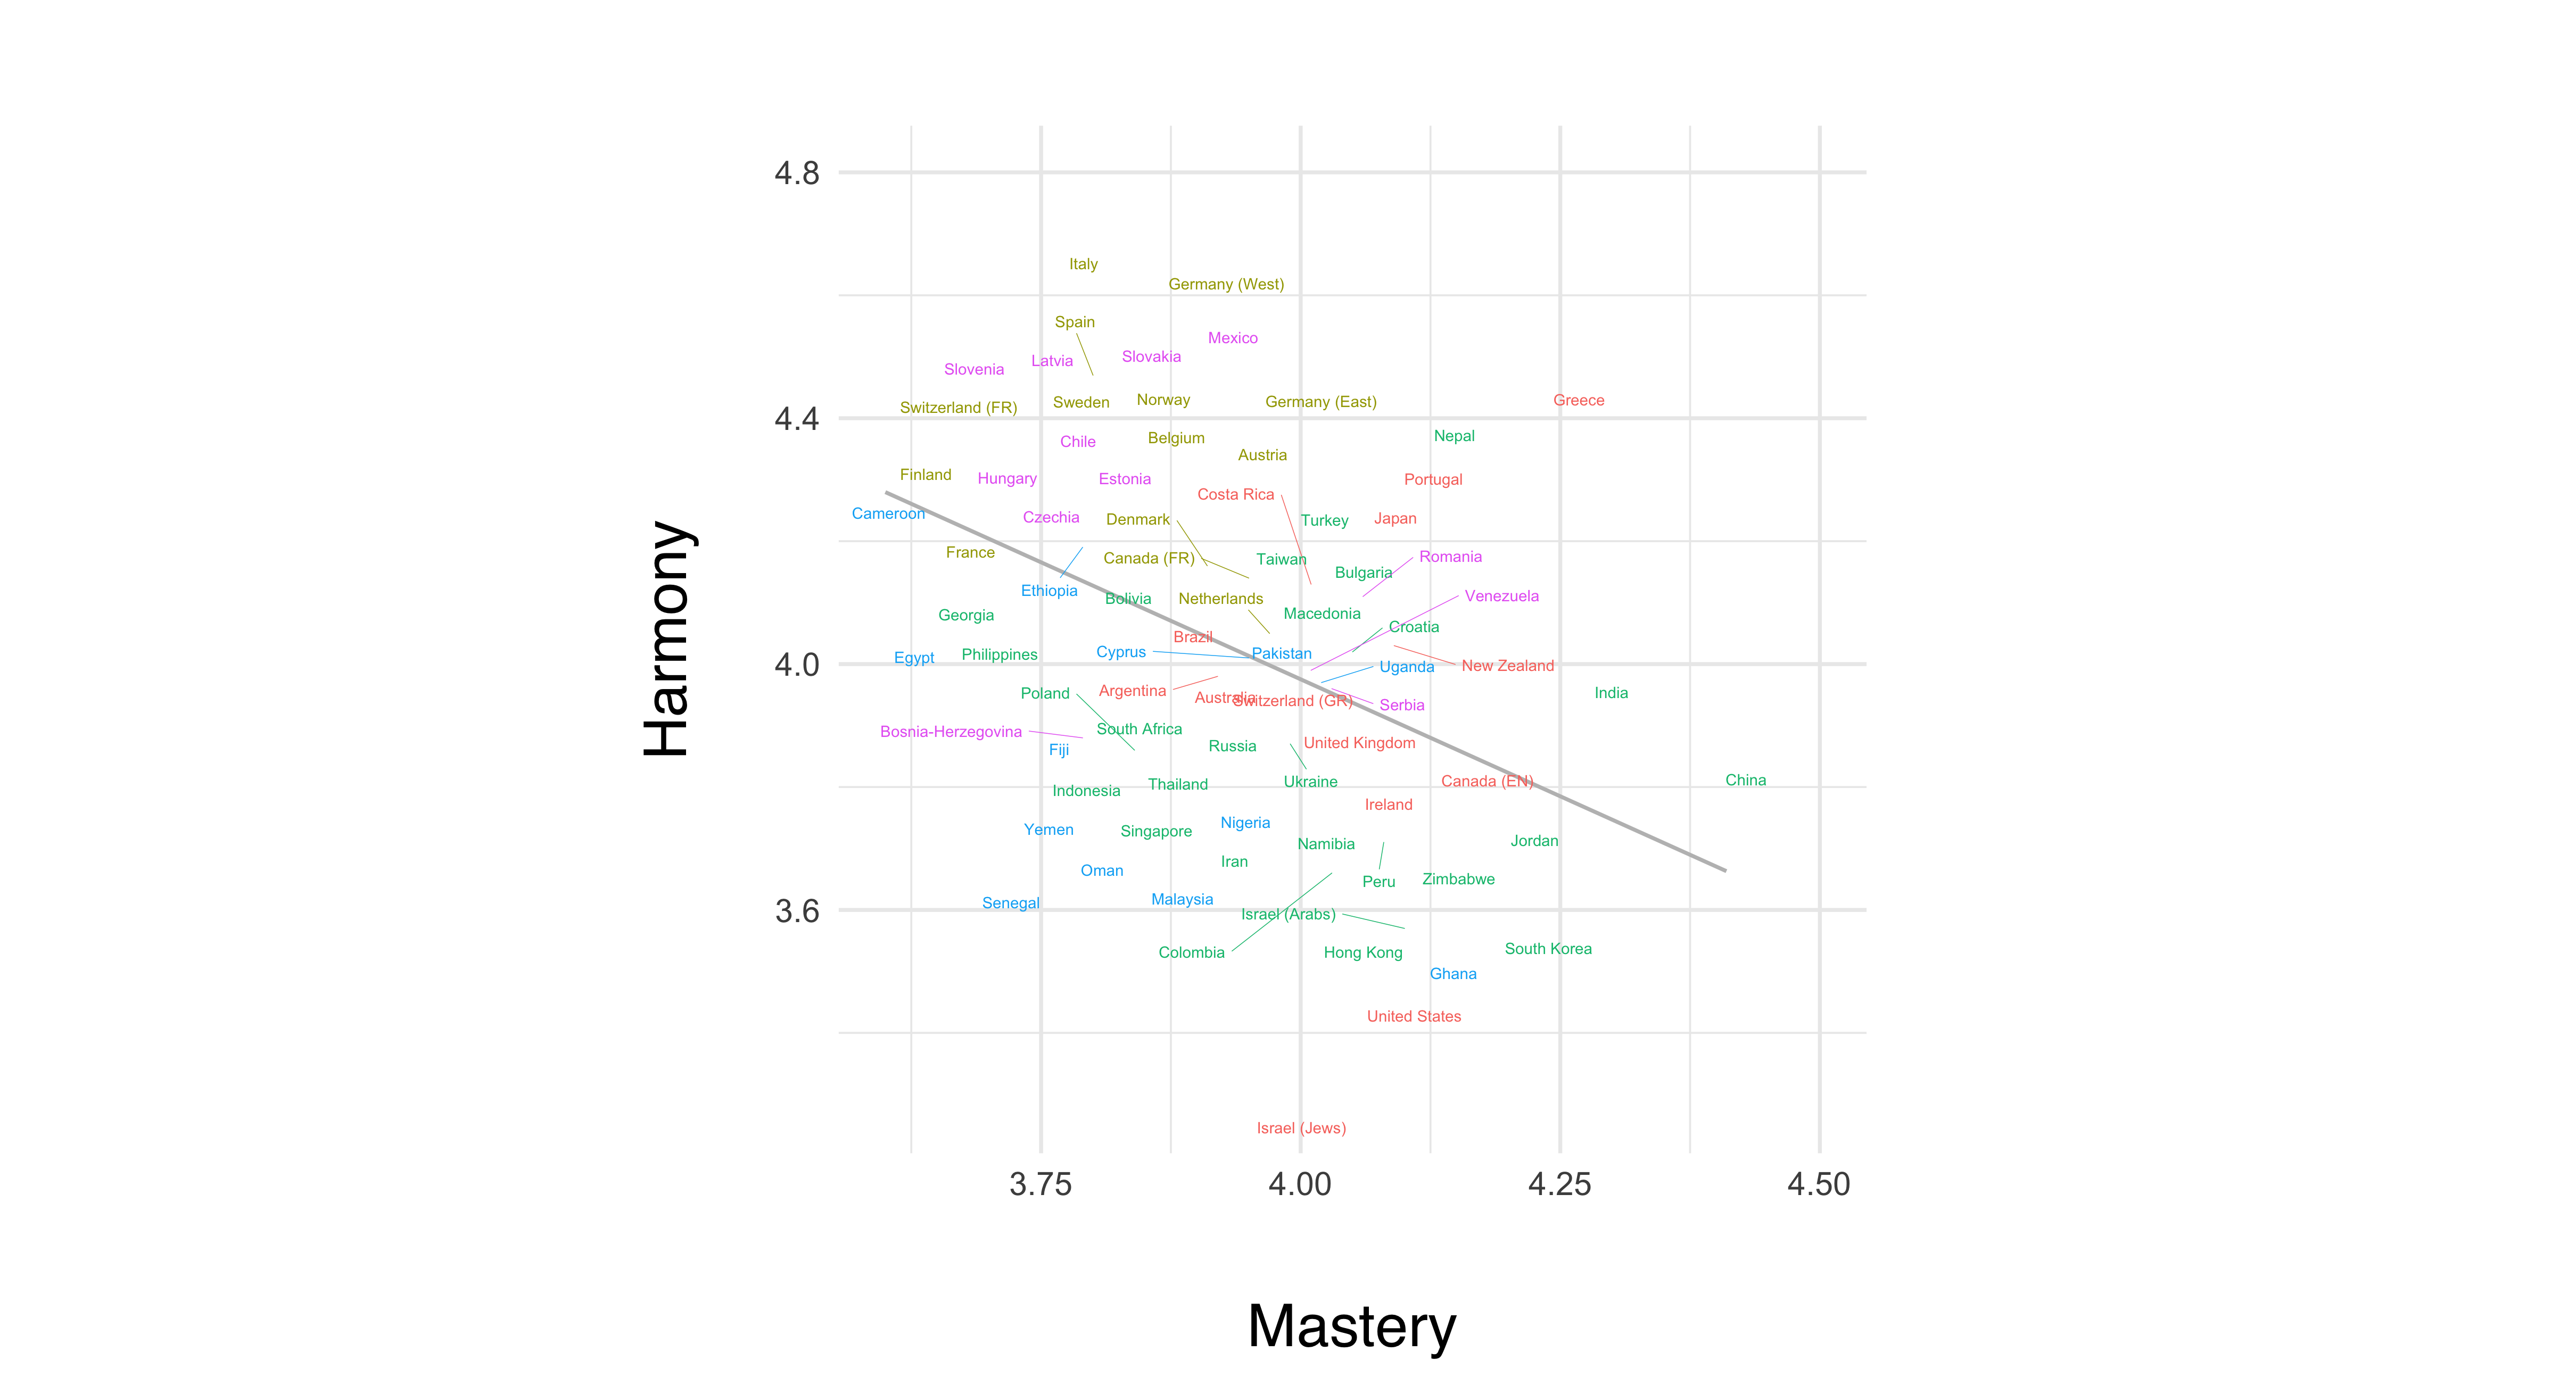 4.8
Italy
Germany (West)
Spain
Mexico
Slovakia
Latvia
Slovenia
Norway
Greece
Germany (East)
Sweden
Switzerland (FR)
4.4
Nepal
Belgium
Chile
Austria
Finland
Hungary
Estonia
Portugal
Costa Rica
Cameroon
Czechia
Denmark
Turkey
Japan
France
Canada (FR)
Taiwan
Romania
Bulgaria
Ethiopia
Bolivia
Netherlands
Venezuela
Georgia
Macedonia
Croatia
Brazil
Harmony
Egypt
Philippines
Cyprus
Pakistan
4.0
Uganda
New Zealand
Poland
Argentina
India
Australia
Switzerland (GR)
Serbia
Bosnia-Herzegovina
South Africa
Fiji
Russia
United Kingdom
Indonesia
Thailand
Ukraine
Canada (EN)
China
Ireland
Yemen
Singapore
Nigeria
Namibia
Jordan
Iran
Oman
Peru
Zimbabwe
Senegal
Malaysia
3.6
Israel (Arabs)
Colombia
Hong Kong
South Korea
Ghana
United States
Israel (Jews)
3.75
4.00
4.25
4.50
Mastery